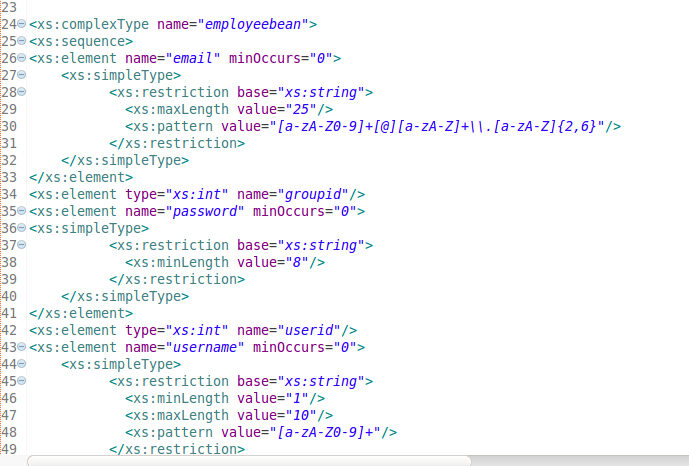 23
24 <xs:complexType name="employeebean">
25 <xs:sequence>
26 <xs:element name="email" minOccurs="0">
27     <xs:simpleType>
28           <xs:restriction base="xs:string">
29             <xs:maxLength value="25"/>
30             <xs:pattern value="[a-zA-Z0-9]+[@][a-zA-Z]+\\.[a-zA-Z]{2,6}"/>
31           </xs:restriction>
32     </xs:simpleType>
33 </xs:element>
34 <xs:element type="xs:int" name="groupid"/>
35 <xs:element name="password" minOccurs="0">
36 <xs:simpleType>
37           <xs:restriction base="xs:string">
38             <xs:minLength value="8"/>
39           </xs:restriction>
40     </xs:simpleType>
41 </xs:element>
42 <xs:element type="xs:int" name="userid"/>
43 <xs:element name="username" minOccurs="0">
44     <xs:simpleType>
45           <xs:restriction base="xs:string">
46             <xs:minLength value="1"/>
47             <xs:maxLength value="10"/>
48             <xs:pattern value="[a-zA-Z0-9]+"/>
49           </xs:restriction>